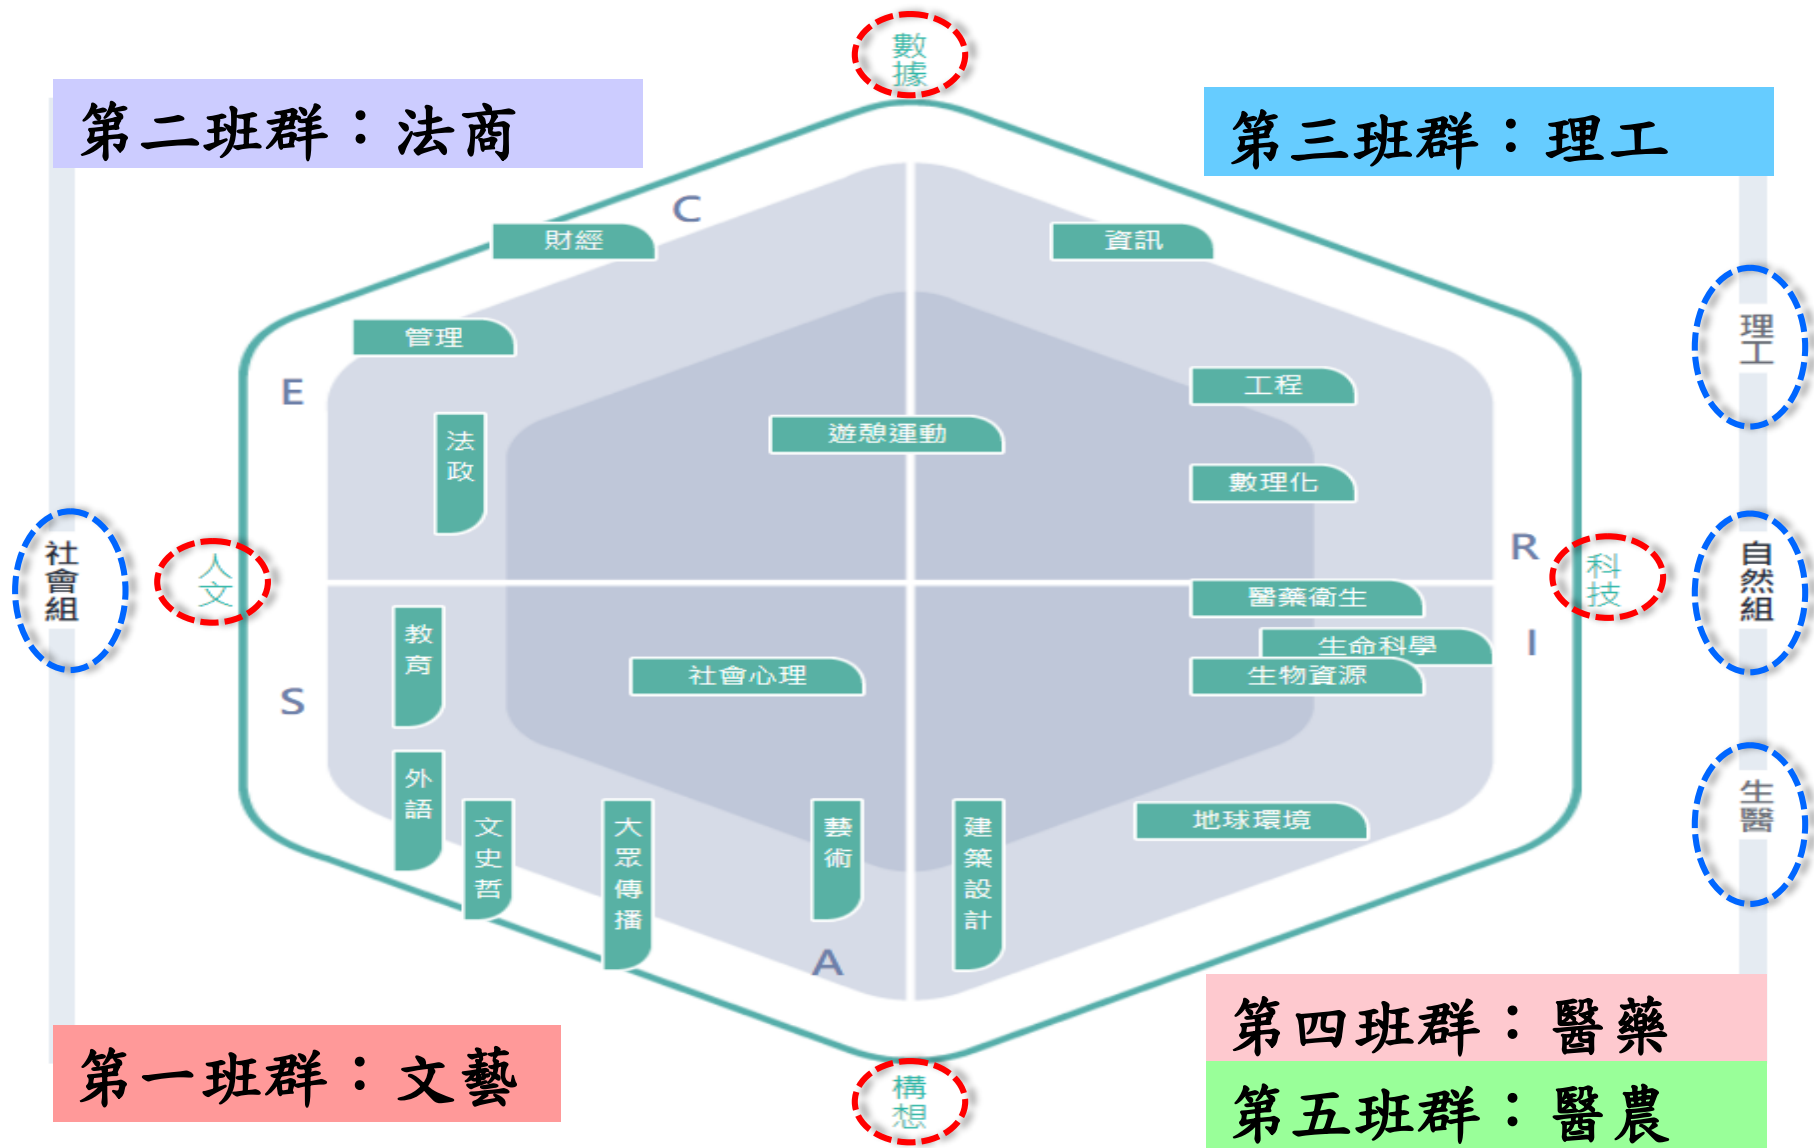 數據
第二班群：法商
第三班群：理工
C
財經
資訊
管理
理工
E
工程
法政
遊憩運動
數理化
社會組
人文
R
科技
自然組
醫藥衛生
教育
生命科學
I
社會心理
生物資源
S
外語
文史哲
大眾傳播
藝術
建築設計
地球環境
生醫
A
第四班群：醫藥
第一班群：文藝
構想
第五班群：醫農